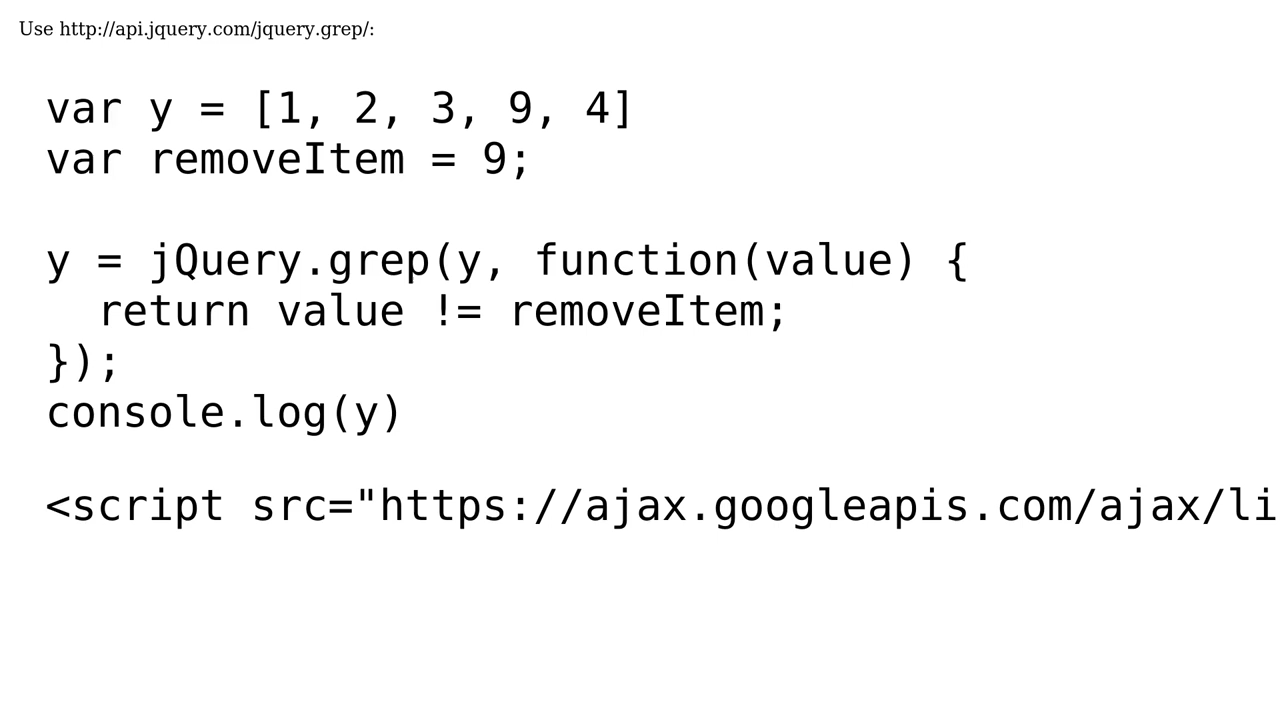 Use http://api.jquery.com/jquery.grep/:
var y = [1, 2, 3, 9, 4]
var removeItem = 9;
y = jQuery.grep(y, function(value) {
  return value != removeItem;
});
console.log(y)
<script src="https://ajax.googleapis.com/ajax/li